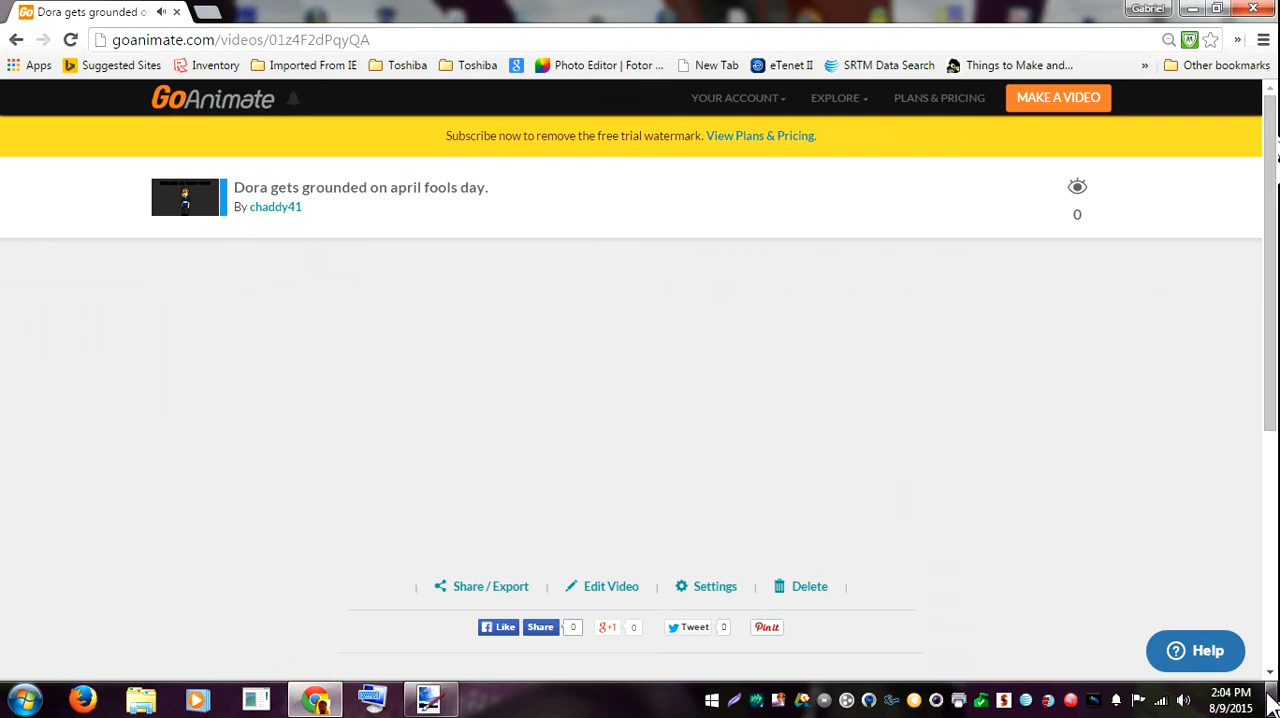 Dora gets grounded o
Gabriel
goanimate.com/videos/01z4F2dPqyQA
Apps Suggested Sites Inventory Imported From IE Toshiba Toshiba Photo Editor | Fotor ... New Tab eTenet II SRTM Data Search Things to Make and... » Other bookmarks
GoAnimate YOUR ACCOUNT EXPLORE PLANS & PRICING MAKE A VIDEO
Subscribe now to remove the free trial watermark. View Plans & Pricing.
Dora gets grounded on april fools day.
By chaddy41
0
Share / Export Edit Video Settings Delete
Like Share 0 +1 0 Tweet 0 Pin it
Help
2:04 PM
8/9/2015